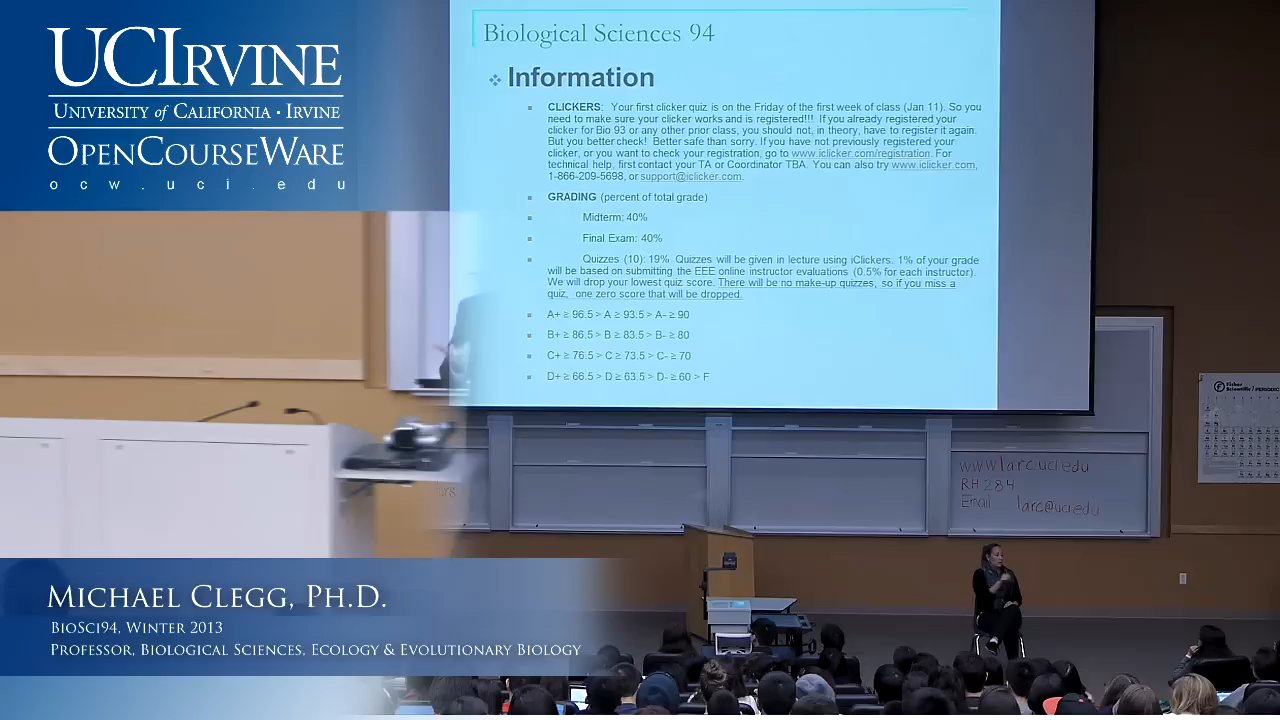 UCIRVINE
UNIVERSITY of CALIFORNIA • IRVINE
OPENCOURSEWARE
ocw.uci.edu
Biological Sciences 94
Information
CLICKERS: Your first clicker quiz is on the Friday of the first week of class (Jan 11). So you
need to make sure your clicker works and is registered!!! If you already registered your
clicker for Bio 93 or any other prior class, you should not, in theory, have to register it again.
But you better check! Better safe than sorry. If you have not previously registered your
clicker, or you want to check your registration, go to www.iclicker.com/registration. For
technical help, first contact your TA or Coordinator TBA. You can also try www.iclicker.com,
1-866-209-5698, or support@iclicker.com.
GRADING (percent of total grade)
Midterm: 40%
Final Exam: 40%
Quizzes (10): 19% Quizzes will be given in lecture using iClickers. 1% of your grade
will be based on submitting the EEE online instructor evaluations (0.5% for each instructor).
We will drop your lowest quiz score. There will be no make-up quizzes, so if you miss a
quiz, one zero score that will be dropped.
A+ ≥ 96.5 > A ≥ 93.5 > A- ≥ 90
B+ ≥ 86.5 > B ≥ 83.5 > B- ≥ 80
C+ ≥ 76.5 > C ≥ 73.5 > C- ≥ 70
D+ ≥ 66.5 > D ≥ 63.5 > D- ≥ 60 > F
Fisher
Scientific / PERIODIC
www.larc.uci.edu
RH 284
Email larc@uci.edu
MICHAEL CLEGG, PH.D.
BIOSCI94, WINTER 2013
PROFESSOR, BIOLOGICAL SCIENCES, ECOLOGY & EVOLUTIONARY BIOLOGY